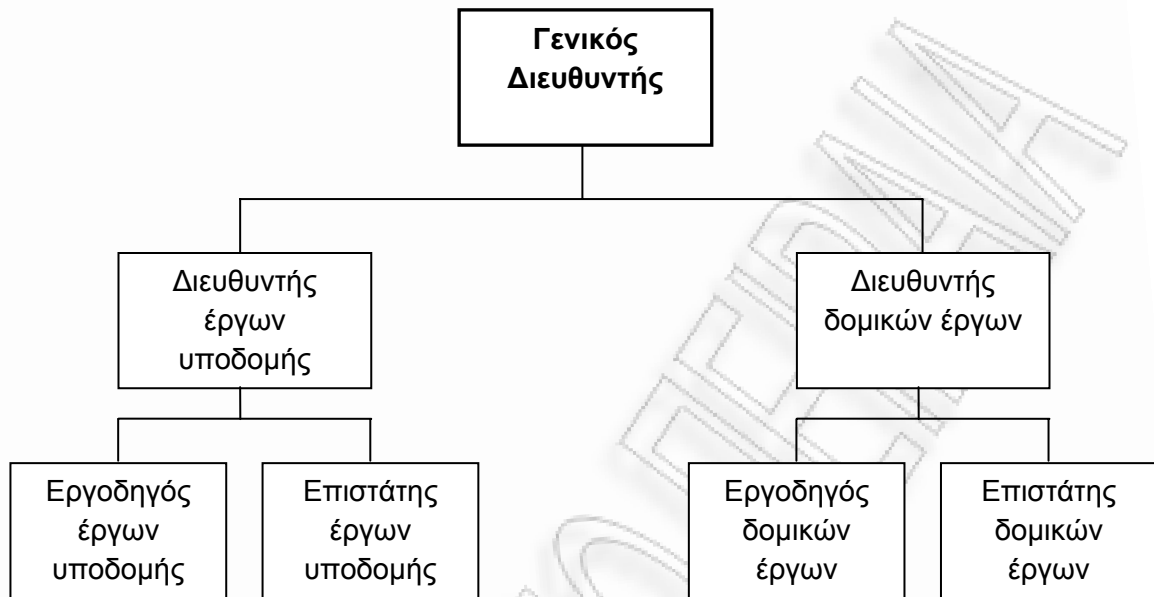 Γενικός
Διευθυντής
Διευθυντής
έργων
υποδομής
Διευθυντής
δομικών έργων
Εργοδηγός
έργων
υποδομής
Επιστάτης
έργων
υποδομής
Εργοδηγός
δομικών
έργων
Επιστάτης
δομικών
έργων